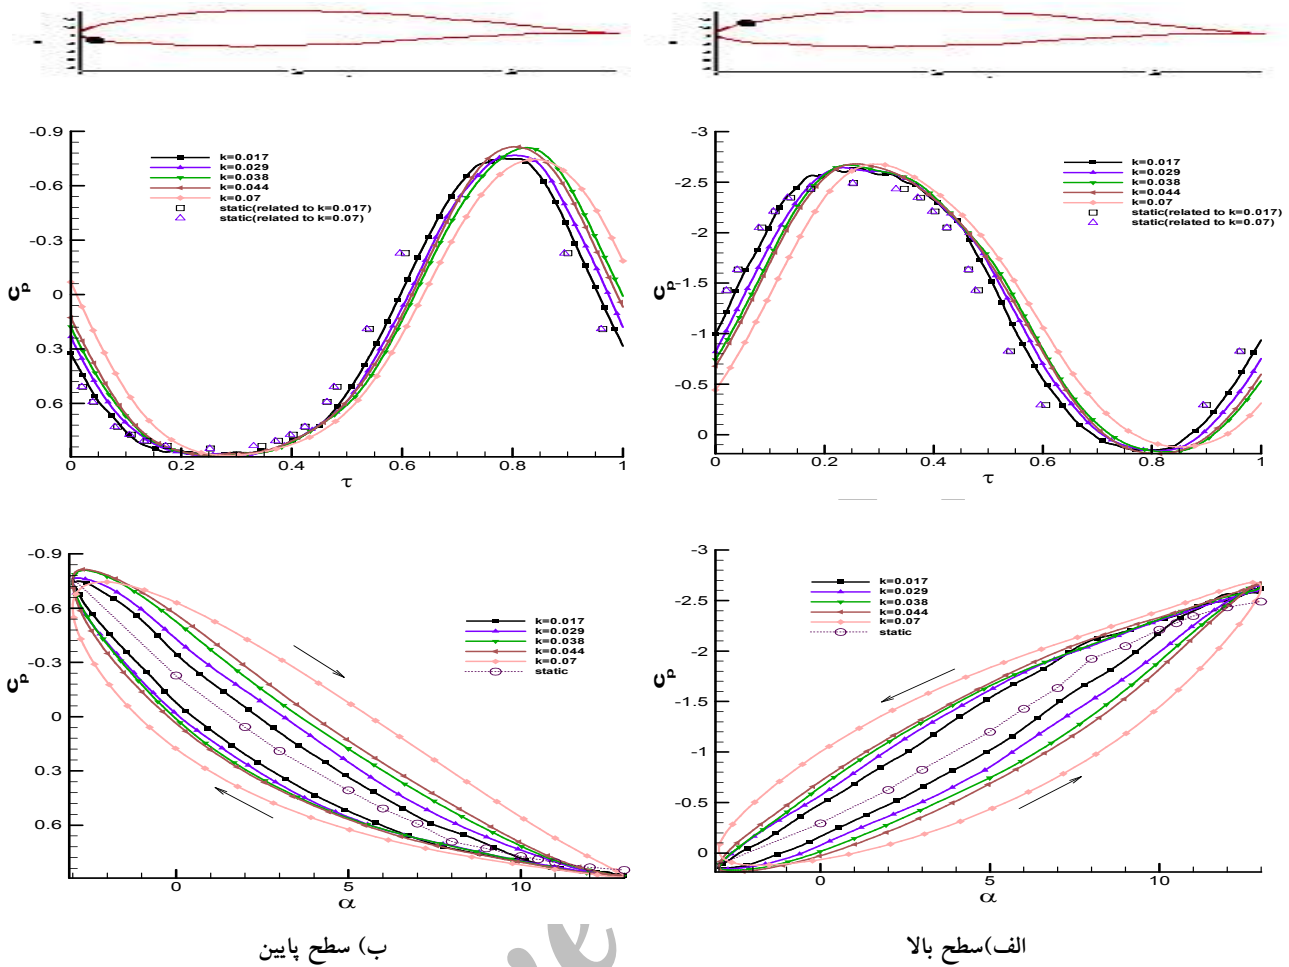 -0.9
-0.6
-0.3
0
0.3
0.6
c_p
k=0.017
k=0.029
k=0.038
k=0.044
k=0.07
static(related to k=0.017)
static(related to k=0.07)
0 0.2 0.4 0.6 0.8 1
τ
-3
-2.5
-2
-1.5
-1
-0.5
0
c_p
k=0.017
k=0.029
k=0.038
k=0.044
k=0.07
static(related to k=0.017)
static(related to k=0.07)
0 0.2 0.4 0.6 0.8 1
τ
-0.9
-0.6
-0.3
0
0.3
0.6
c_p
k=0.017
k=0.029
k=0.038
k=0.044
k=0.07
static
0 5 10
α
-3
-2.5
-2
-1.5
-1
-0.5
0
c_p
k=0.017
k=0.029
k=0.038
k=0.044
k=0.07
static
0 5 10
α
الف)سطح بالا
ب) سطح پایین